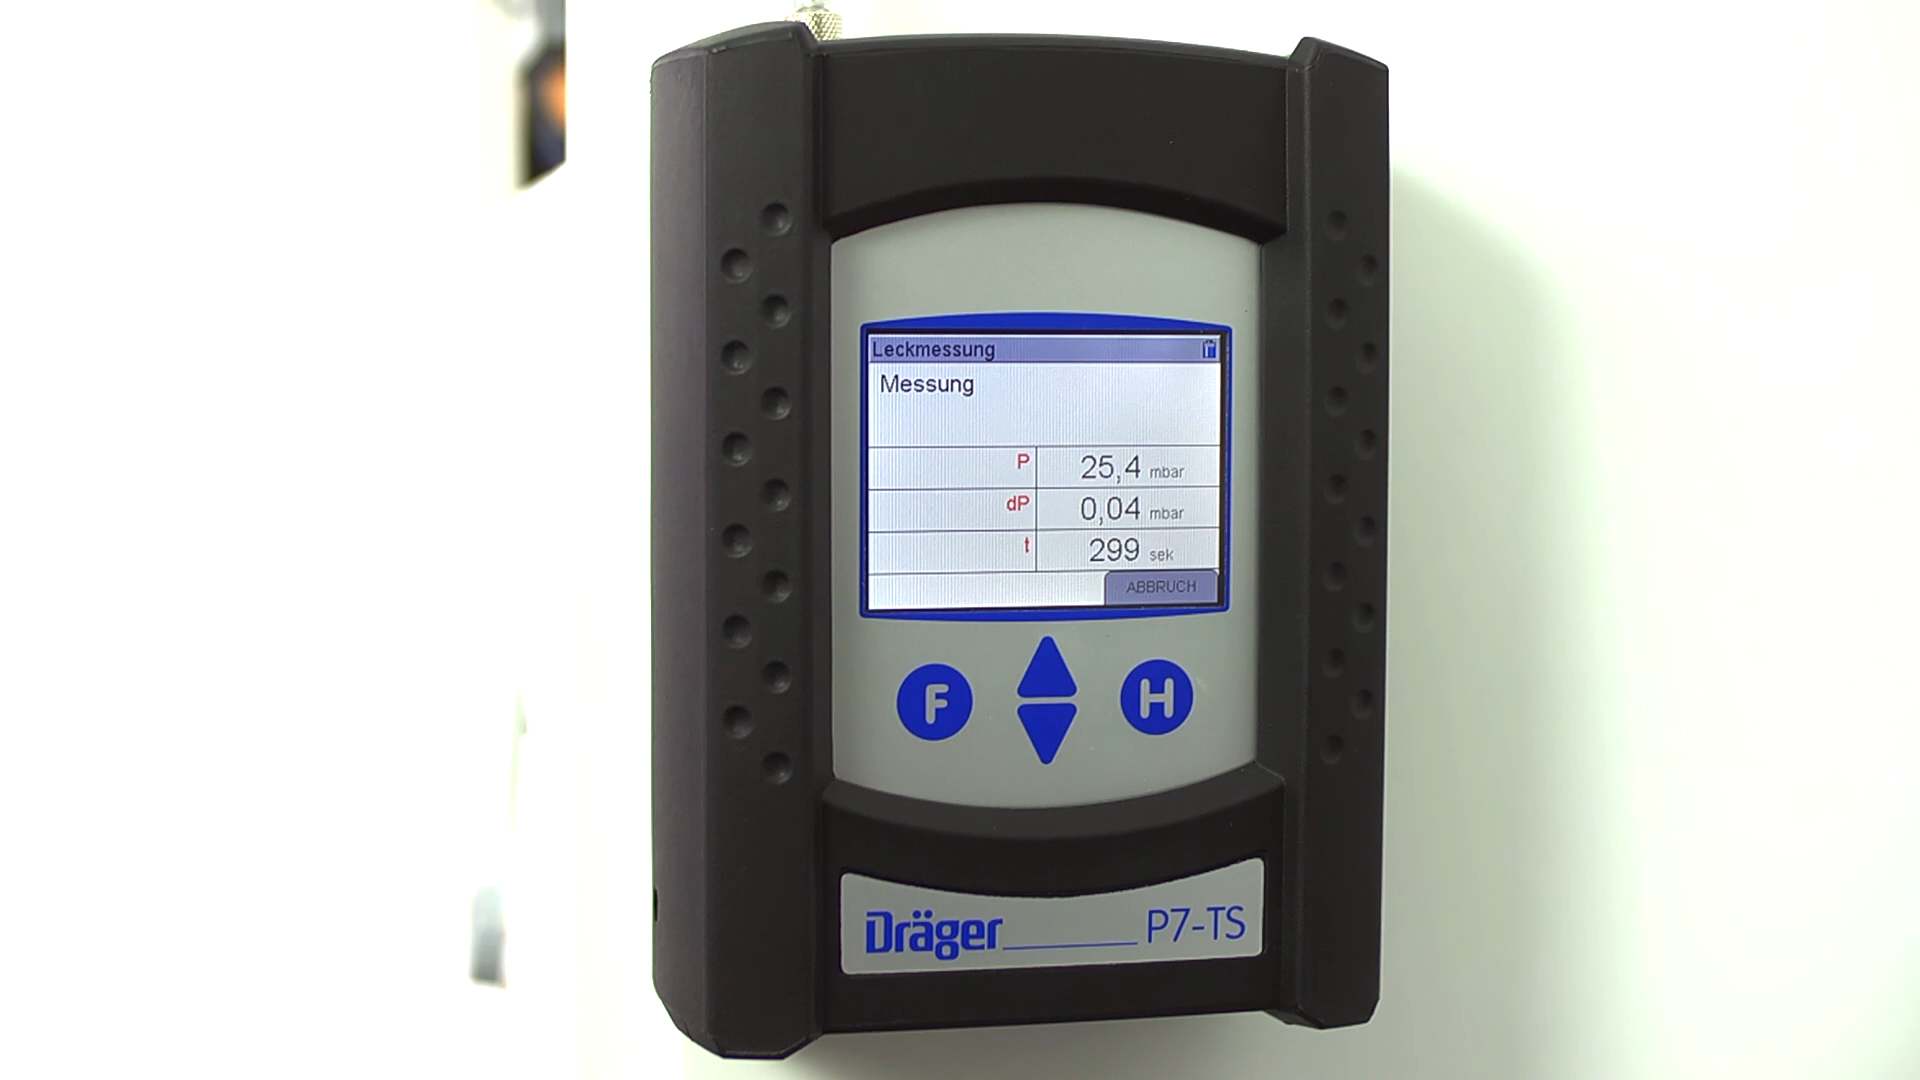 Leckmessung
Messung
P 25,4 mbar
dP 0,04 mbar
t 299 sek
ABBRUCH
F H
Dräger P7-TS